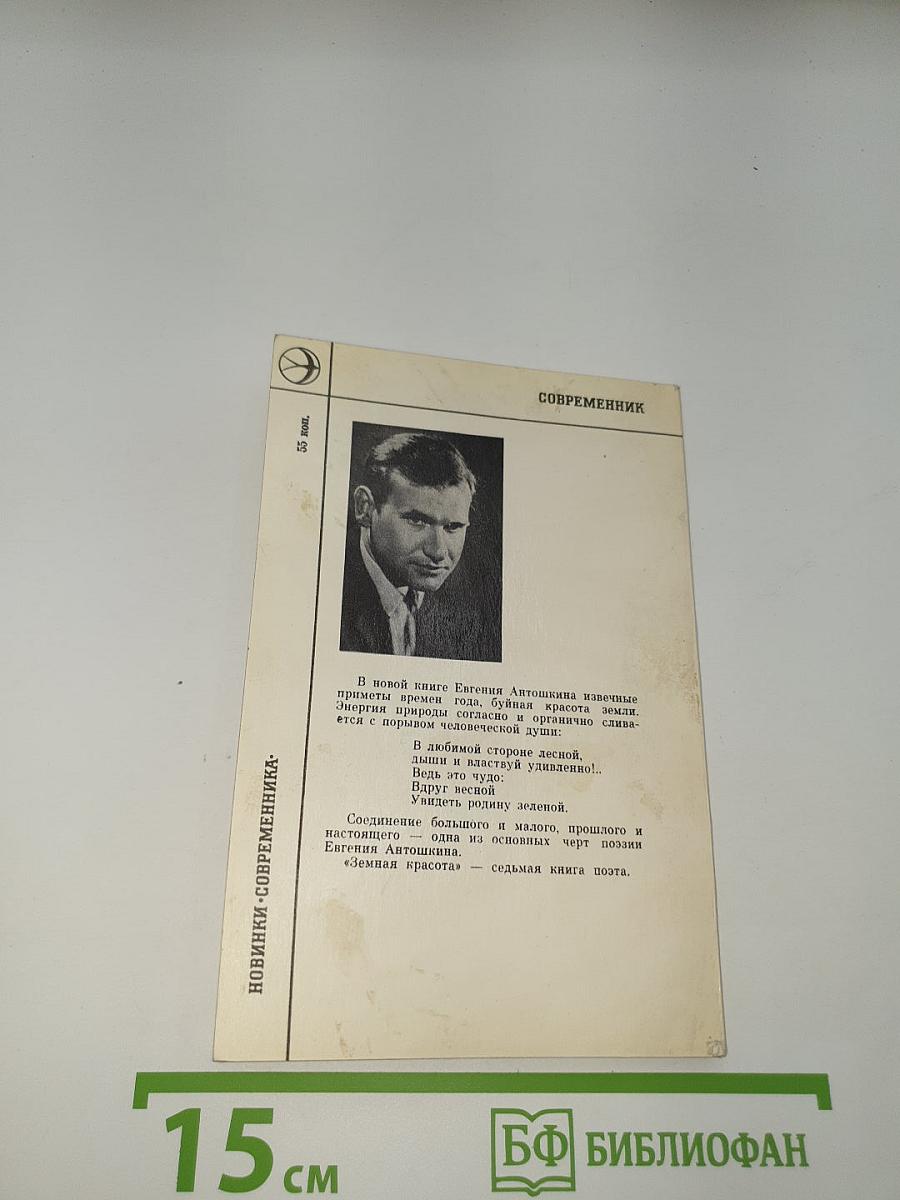 СОВРЕМЕННИК
55 коп.
В новой книге Евгения Антошкина извечные
приметы времен года, буйная красота земли.
Энергия природы согласно и органично слива-
ется с порывом человеческой души:
В любимой стороне лесной,
дыши и властвуй удивленно!..
Ведь это чудо:
Вдруг весной
Увидеть родину зеленой.
Соединение большого и малого, прошлого и
настоящего — одна из основных черт поэзии
Евгения Антошкина.
«Земная красота» — седьмая книга поэта.
НОВИНКИ «СОВРЕМЕННИКА»
15 см
БФ БИБЛИОФАН